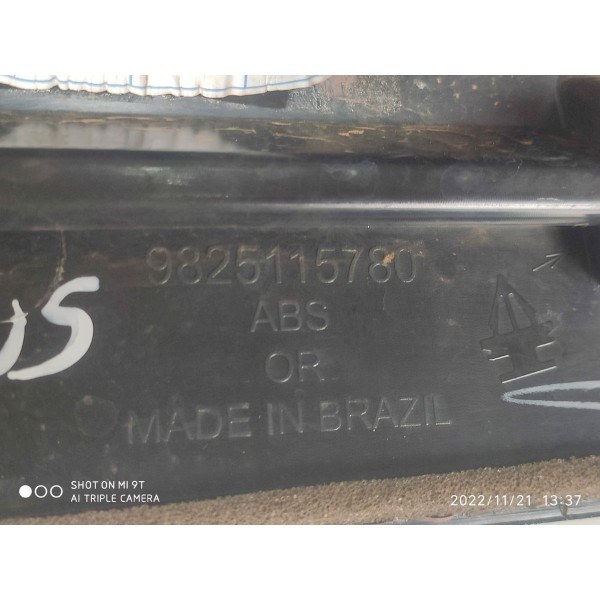 9825115780
ABS
OR
MADE IN BRAZIL
SHOT ON MI 9T
AI TRIPLE CAMERA
2022/11/21 13:37